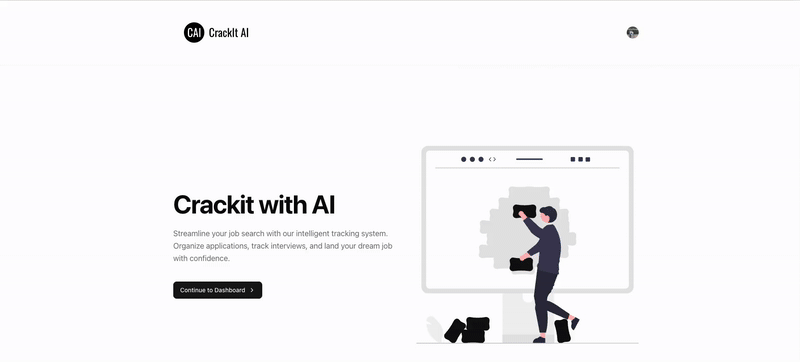 CAI CrackIt AI
Crackit with AI
Streamline your job search with our intelligent tracking system.
Organize applications, track interviews, and land your dream job
with confidence.
Continue to Dashboard